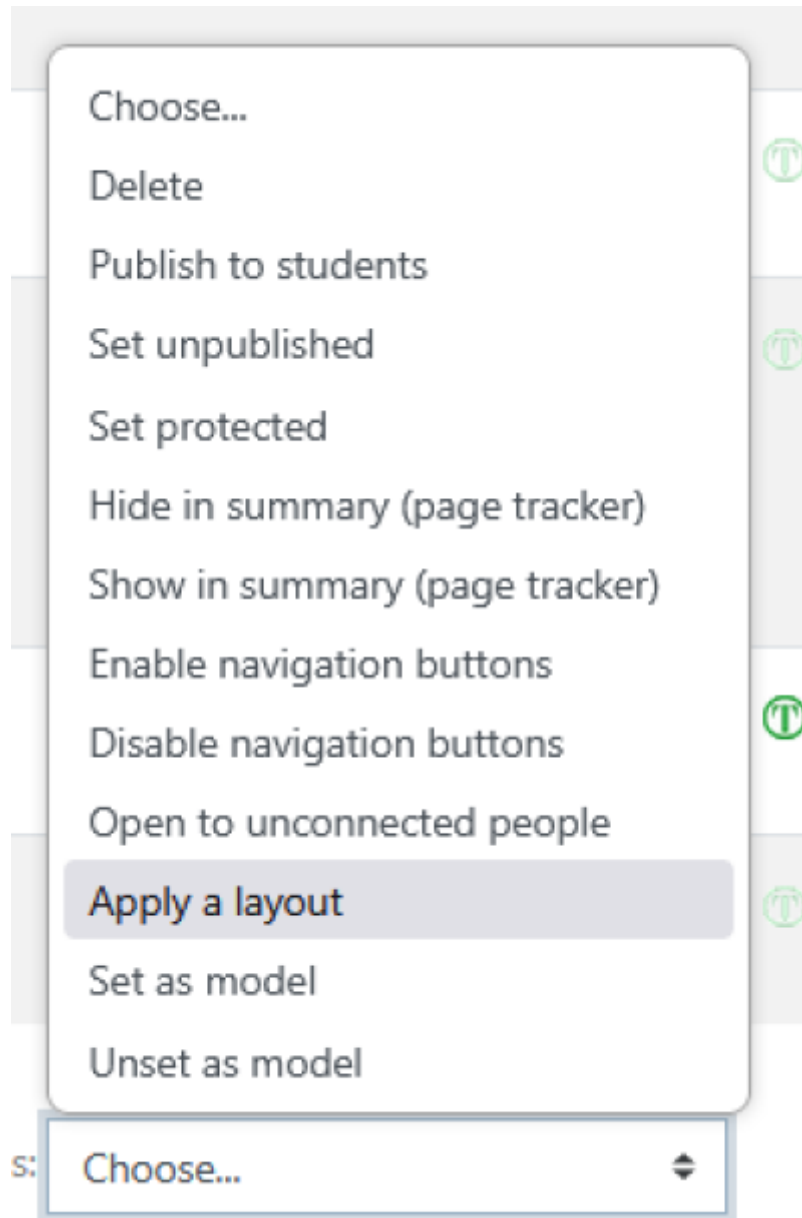 Choose...
Delete
Publish to students
Set unpublished
Set protected
Hide in summary (page tracker)
Show in summary (page tracker)
Enable navigation buttons
Disable navigation buttons
Open to unconnected people
Apply a layout
Set as model
Unset as model
s: Choose...